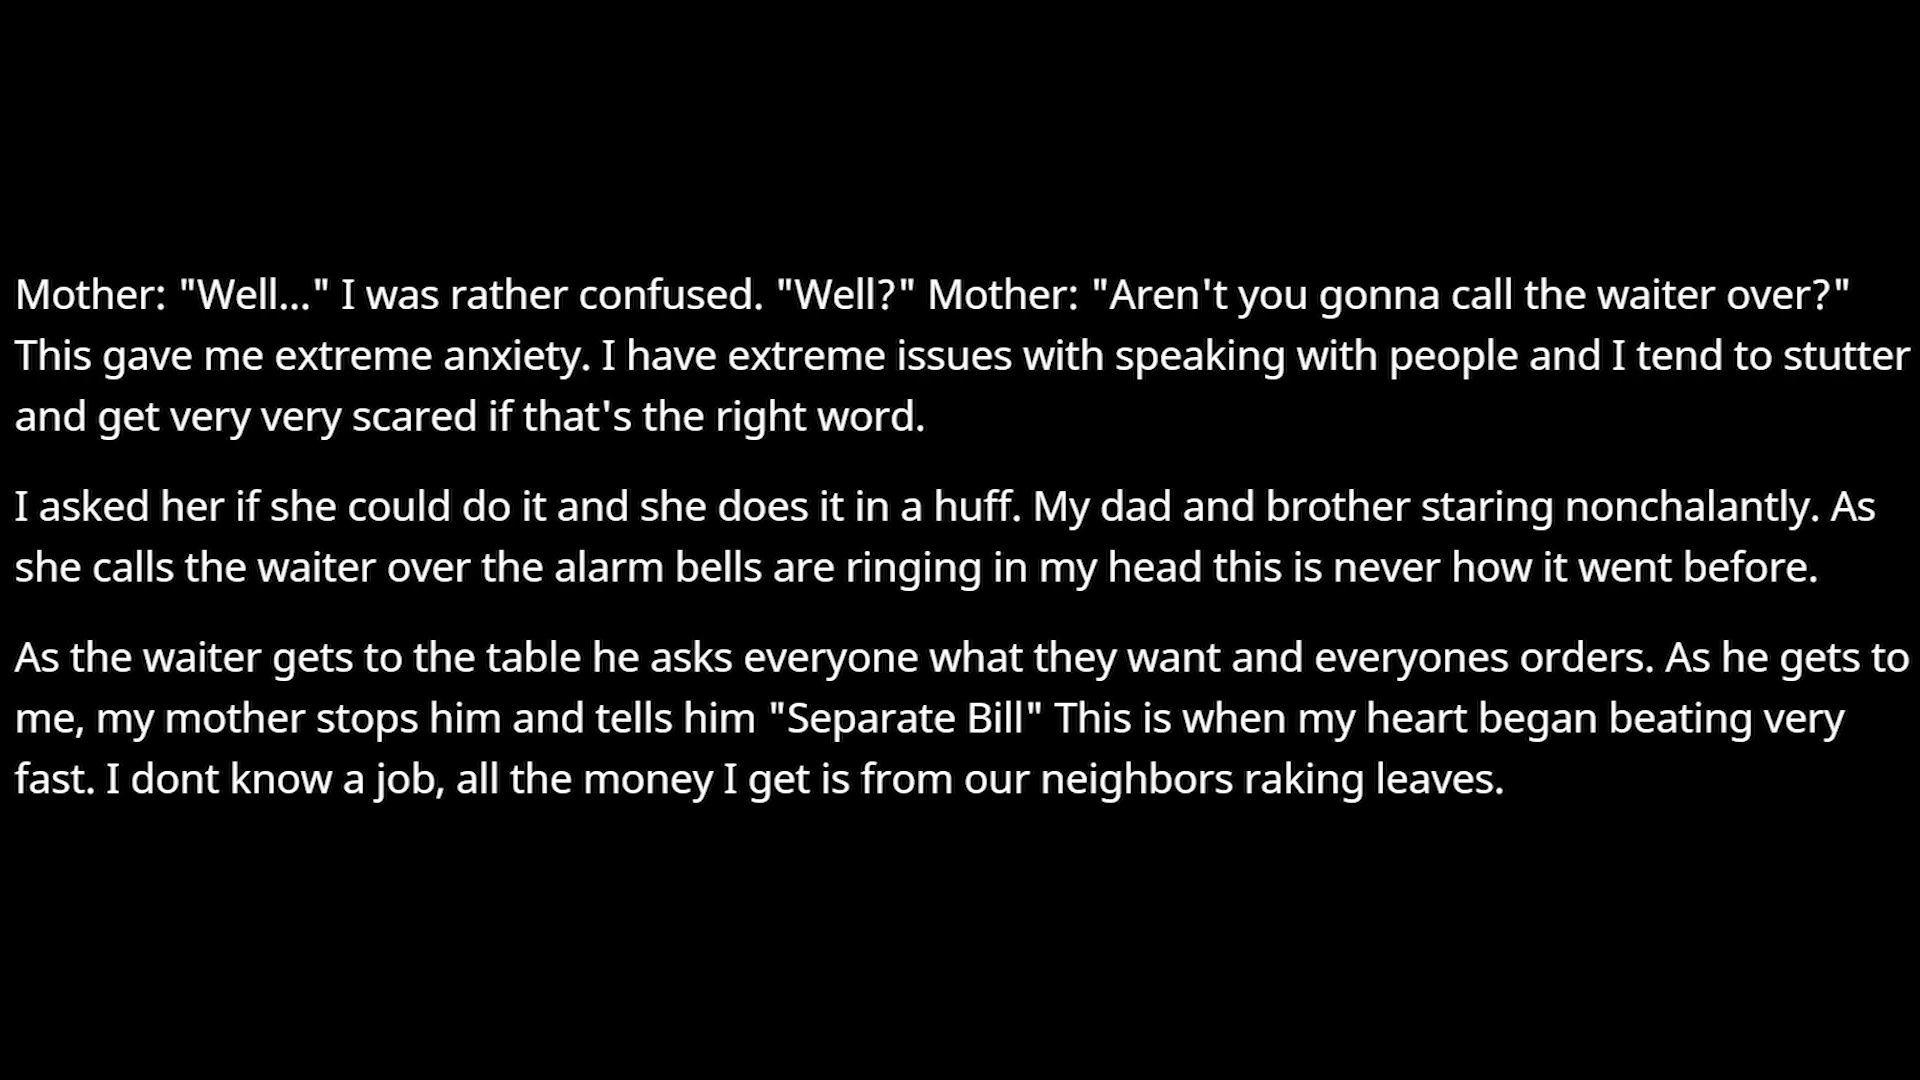 Mother: "Well..." I was rather confused. "Well?" Mother: "Aren't you gonna call the waiter over?"
This gave me extreme anxiety. I have extreme issues with speaking with people and I tend to stutter
and get very very scared if that's the right word.
I asked her if she could do it and she does it in a huff. My dad and brother staring nonchalantly. As
she calls the waiter over the alarm bells are ringing in my head this is never how it went before.
As the waiter gets to the table he asks everyone what they want and everyones orders. As he gets to
me, my mother stops him and tells him "Separate Bill" This is when my heart began beating very
fast. I dont know a job, all the money I get is from our neighbors raking leaves.